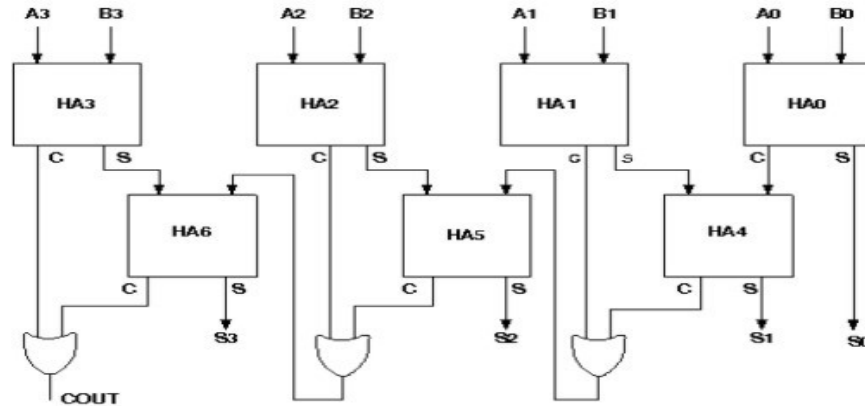 A3 B3 A2 B2 A1 B1 A0 B0
HA3 HA2 HA1 HA0
C S C S C S C S
HA6 HA5 HA4
C S C S C S
S3 S2 S1 S0
COUT